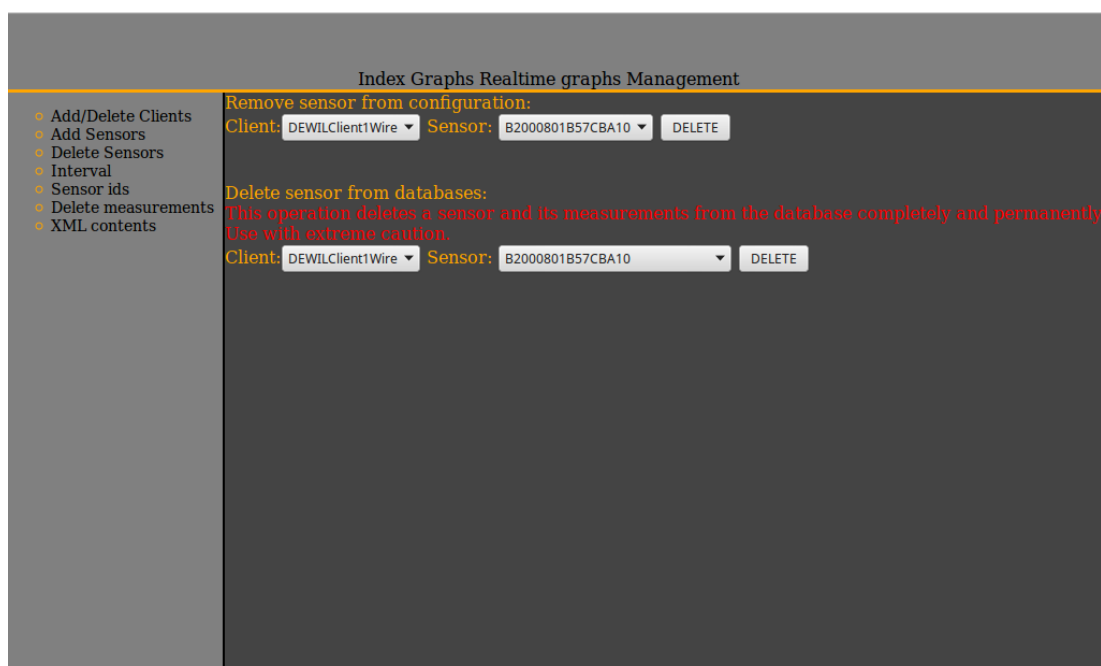 Index Graphs Realtime graphs Management
Add/Delete Clients
Add Sensors
Delete Sensors
Interval
Sensor ids
Delete measurements
XML contents
Remove sensor from configuration:
Client: DEWILClient1Wire Sensor: B2000801B57CBA10 DELETE
Delete sensor from databases:
This operation deletes a sensor and its measurements from the database completely and permanently
Use with extreme caution.
Client: DEWILClient1Wire Sensor: B2000801B57CBA10 DELETE